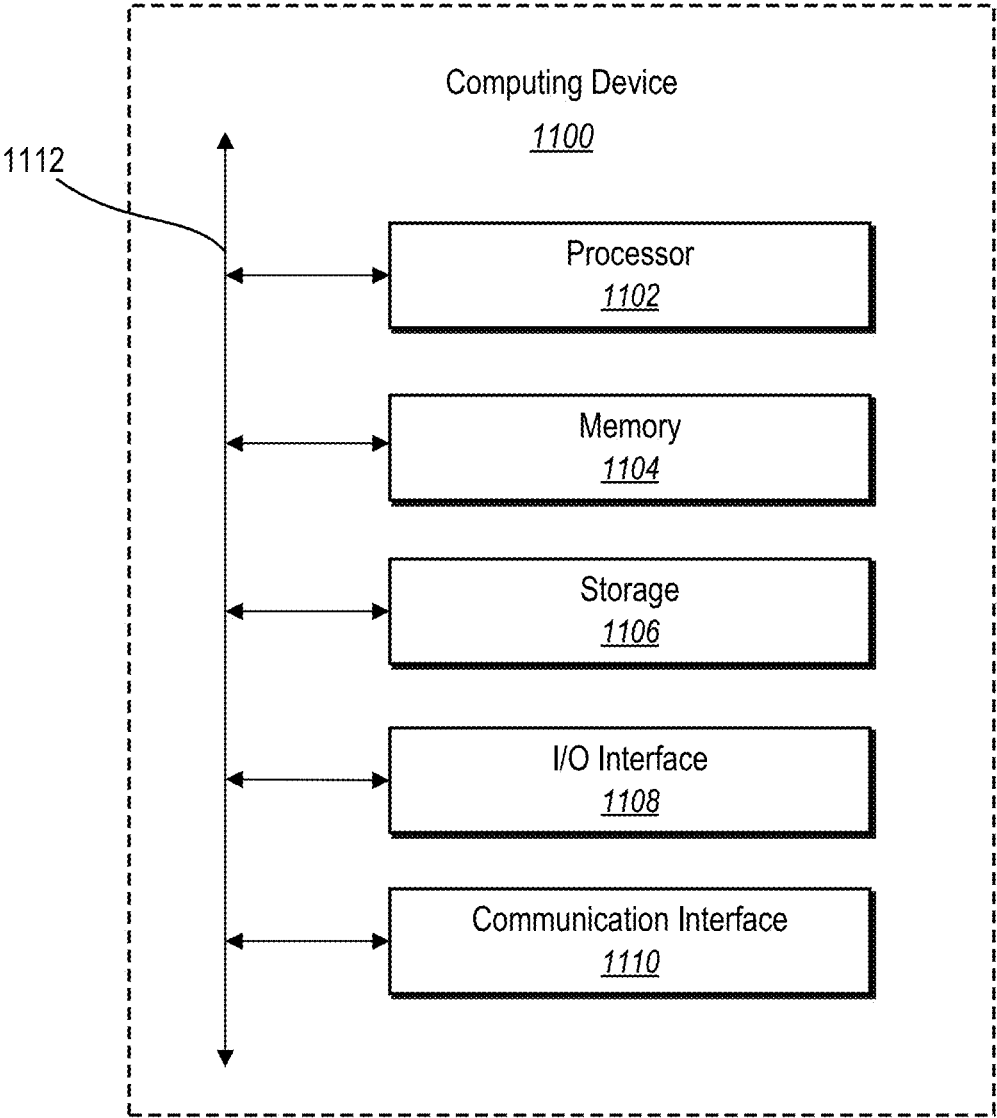 Computing Device
1100
1112
Processor
1102
Memory
1104
Storage
1106
I/O Interface
1108
Communication Interface
1110